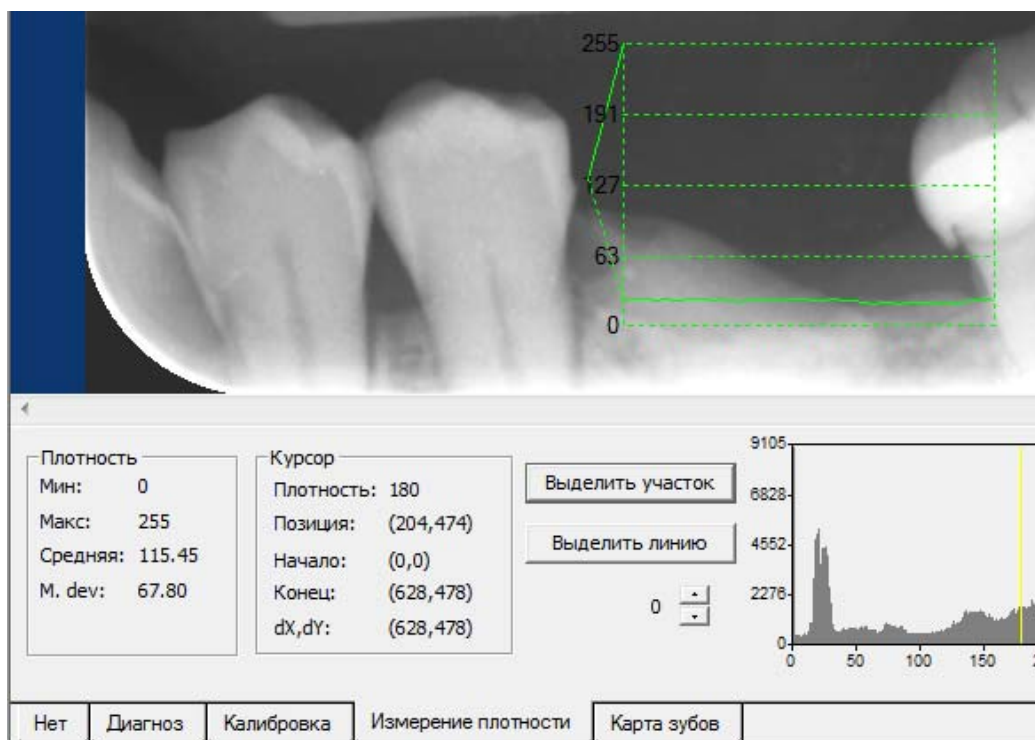 255
191
127
63
0
Плотность
Мин: 0
Макс: 255
Средняя: 115.45
M. dev: 67.80
Курсор
Плотность: 180
Позиция: (204,474)
Начало: (0,0)
Конец: (628,478)
dX,dY: (628,478)
Выделить участок
Выделить линию
0
9105
6828
4552
2276
0
0 50 100 150
Нет Диагноз Калибровка Измерение плотности Карта зубов